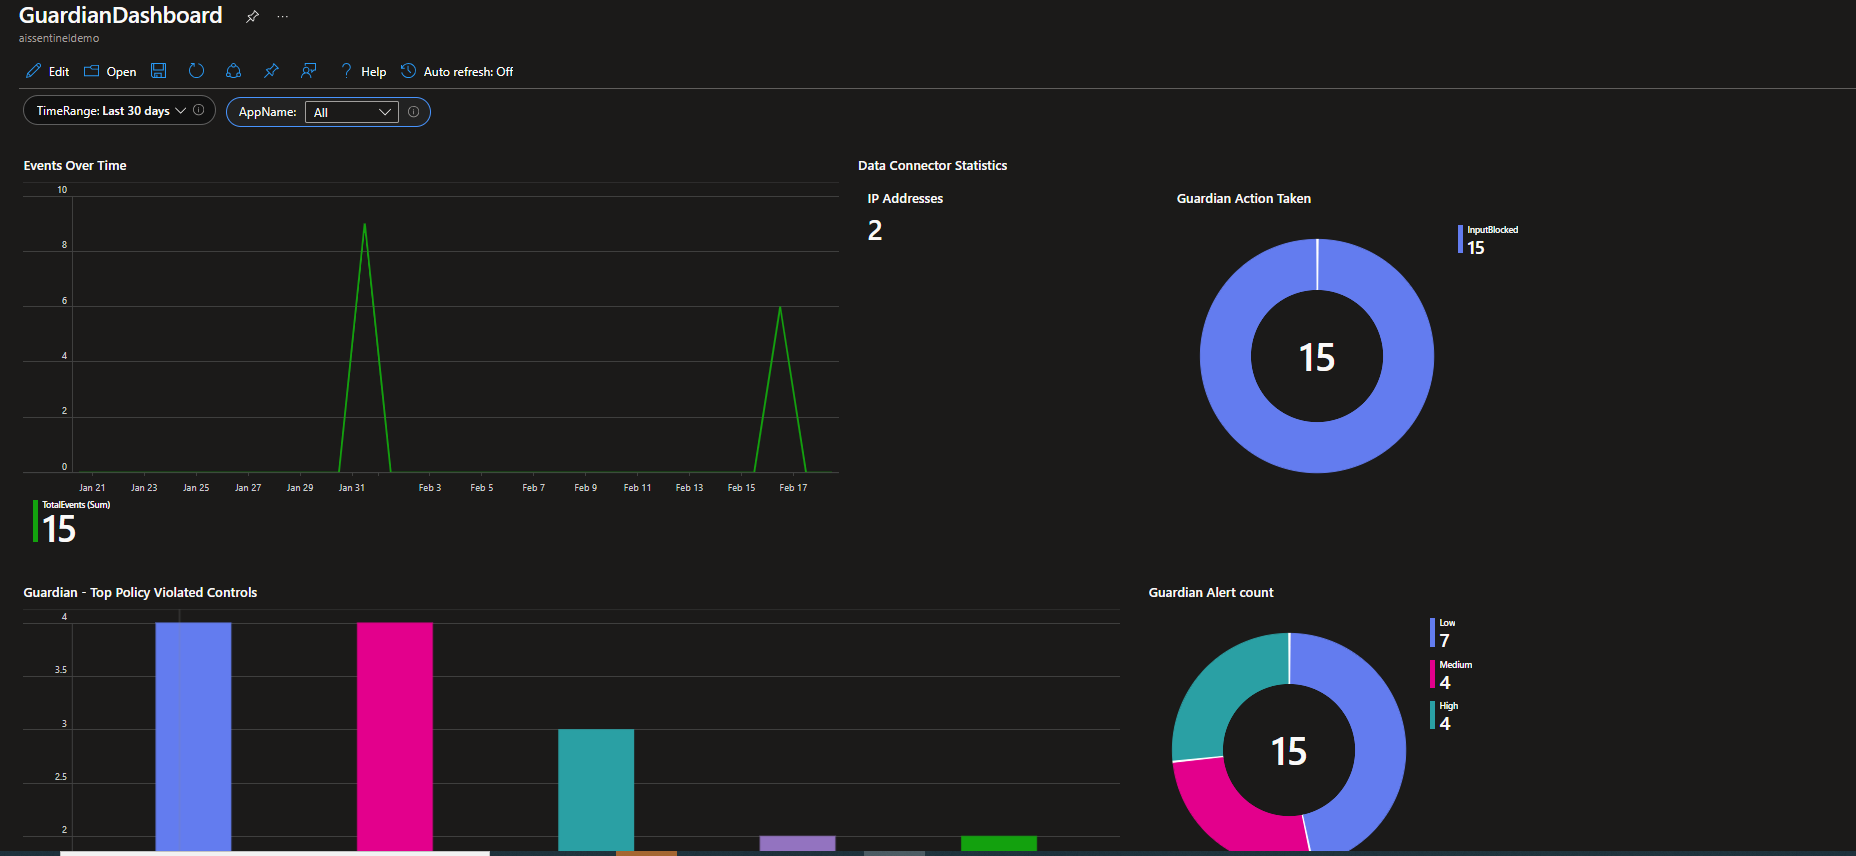 GuardianDashboard
aissentineldemo
Edit
Open
Help
Auto refresh: Off
TimeRange: Last 30 days
AppName:
All
Events Over Time
10
8
6
4
2
0
Jan 21
Jan 23
Jan 25
Jan 27
Jan 29
Jan 31
Feb 3
Feb 5
Feb 7
Feb 9
Feb 11
Feb 13
Feb 15
Feb 17
TotalEvents (Sum)
15
Data Connector Statistics
IP Addresses
2
Guardian Action Taken
15
InputBlocked
15
Guardian - Top Policy Violated Controls
4
3.5
3
2.5
2
Guardian Alert count
15
Low
7
Medium
4
High
4